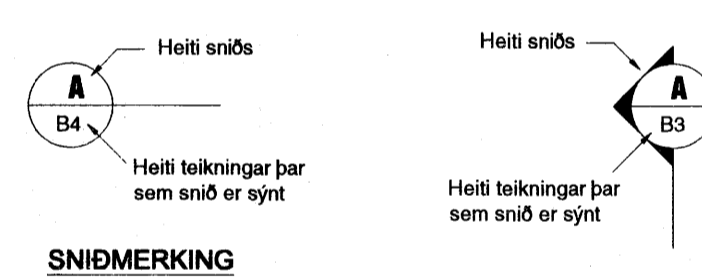 Heiti sniðs
A
B4
Heiti teikningar þar
sem snið er sýnt
SNIÐMERKING
Heiti sniðs
A
B3
Heiti teikningar þar
sem snið er sýnt